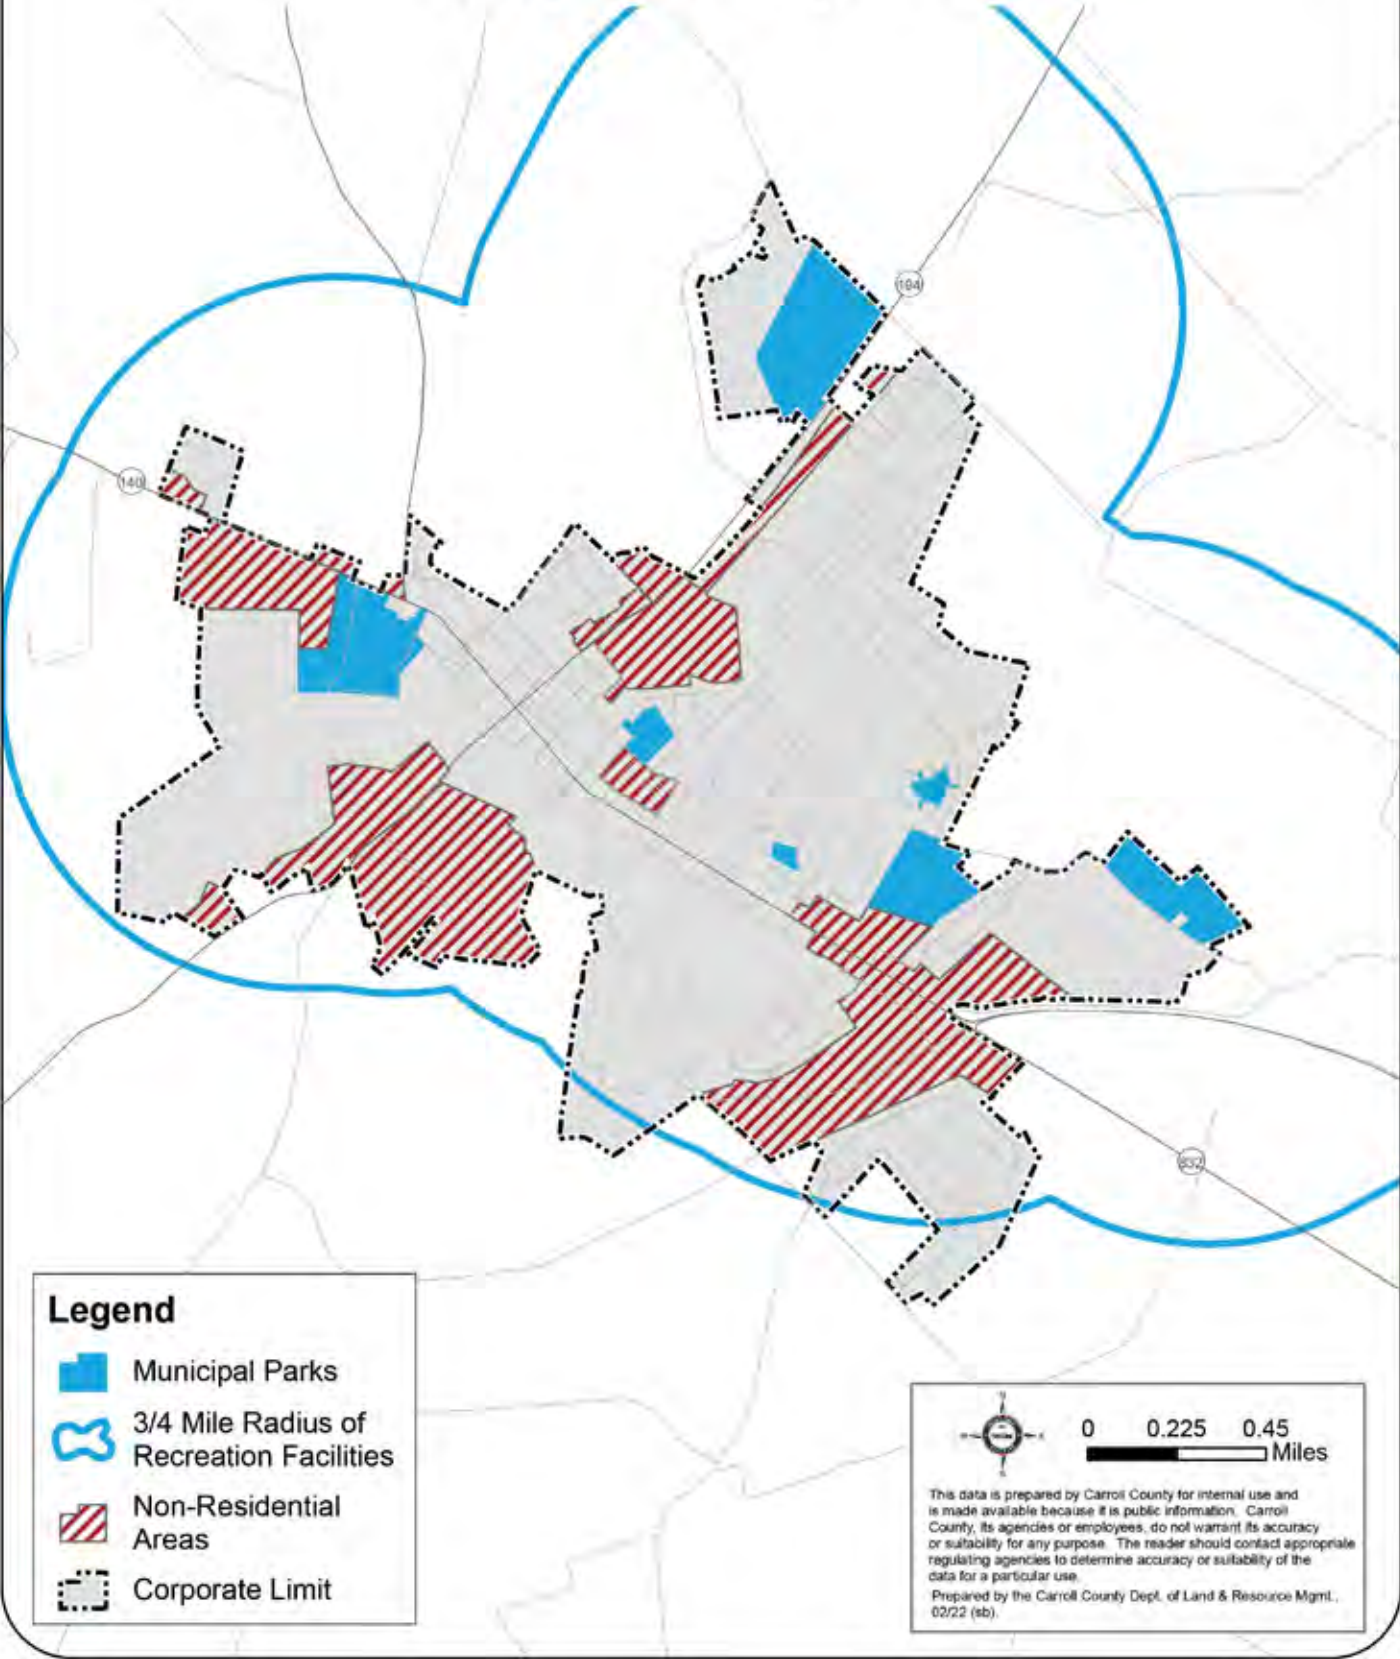 194
140
832
Legend
Municipal Parks
3/4 Mile Radius of
Recreation Facilities
Non-Residential
Areas
Corporate Limit
0 0.225 0.45
Miles
This data is prepared by Carroll County for internal use and
is made available because it is public information. Carroll
County, its agencies or employees, do not warrant its accuracy
or suitability for any purpose. The reader should contact appropriate
regulating agencies to determine accuracy or suitability of the
data for a particular use.
Prepared by the Carroll County Dept. of Land & Resource Mgmt.,
02/22 (sb).